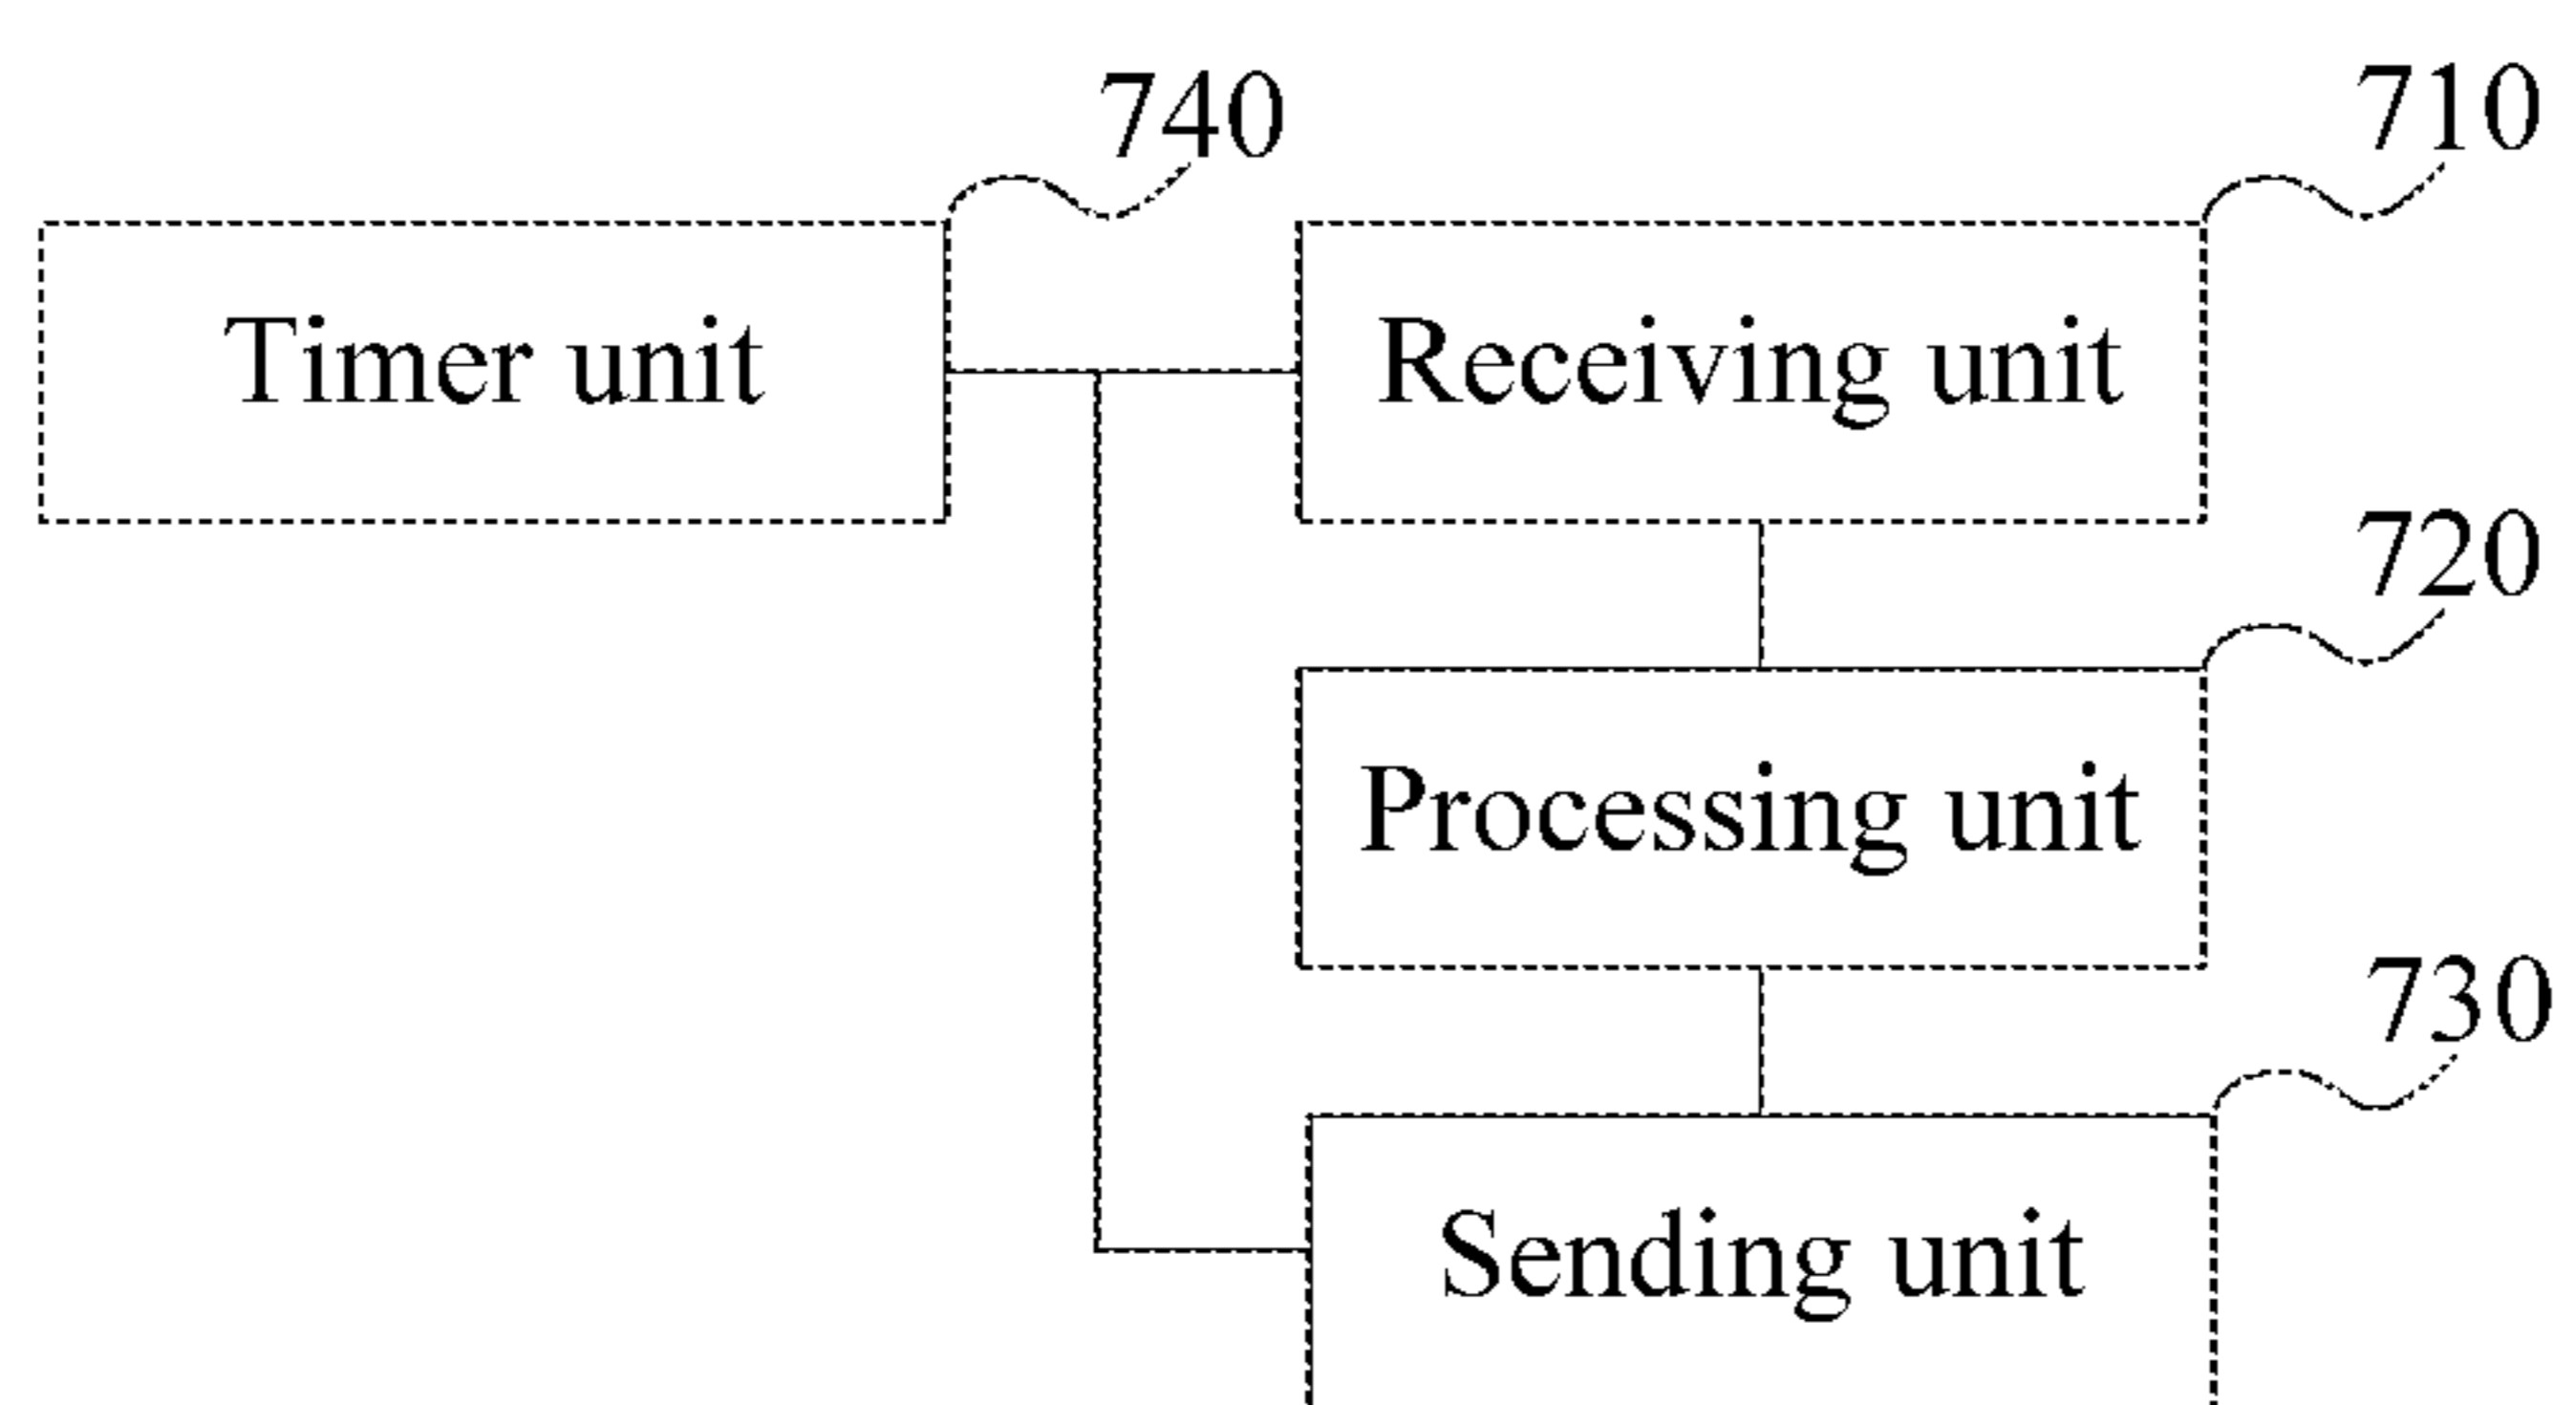 740
710
Timer unit
Receiving unit
720
Processing unit
730
Sending unit